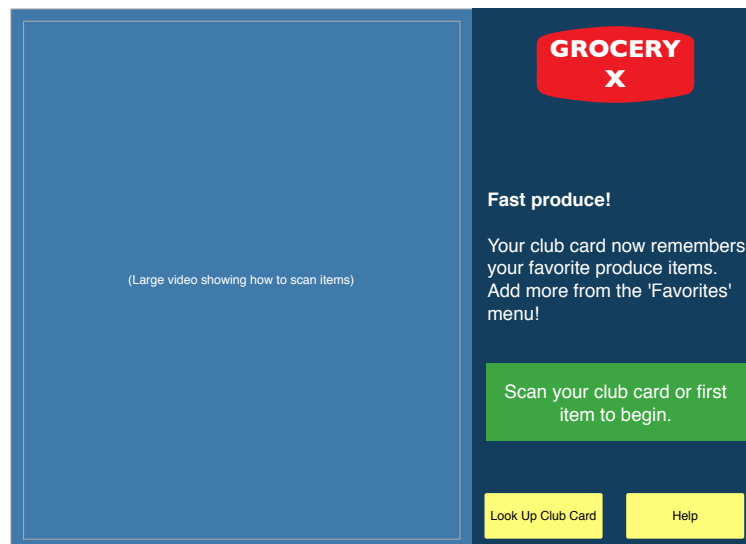 GROCERY
X
Fast produce!
Your club card now remembers
your favorite produce items.
Add more from the 'Favorites'
menu!
(Large video showing how to scan items)
Scan your club card or first
item to begin.
Look Up Club Card
Help